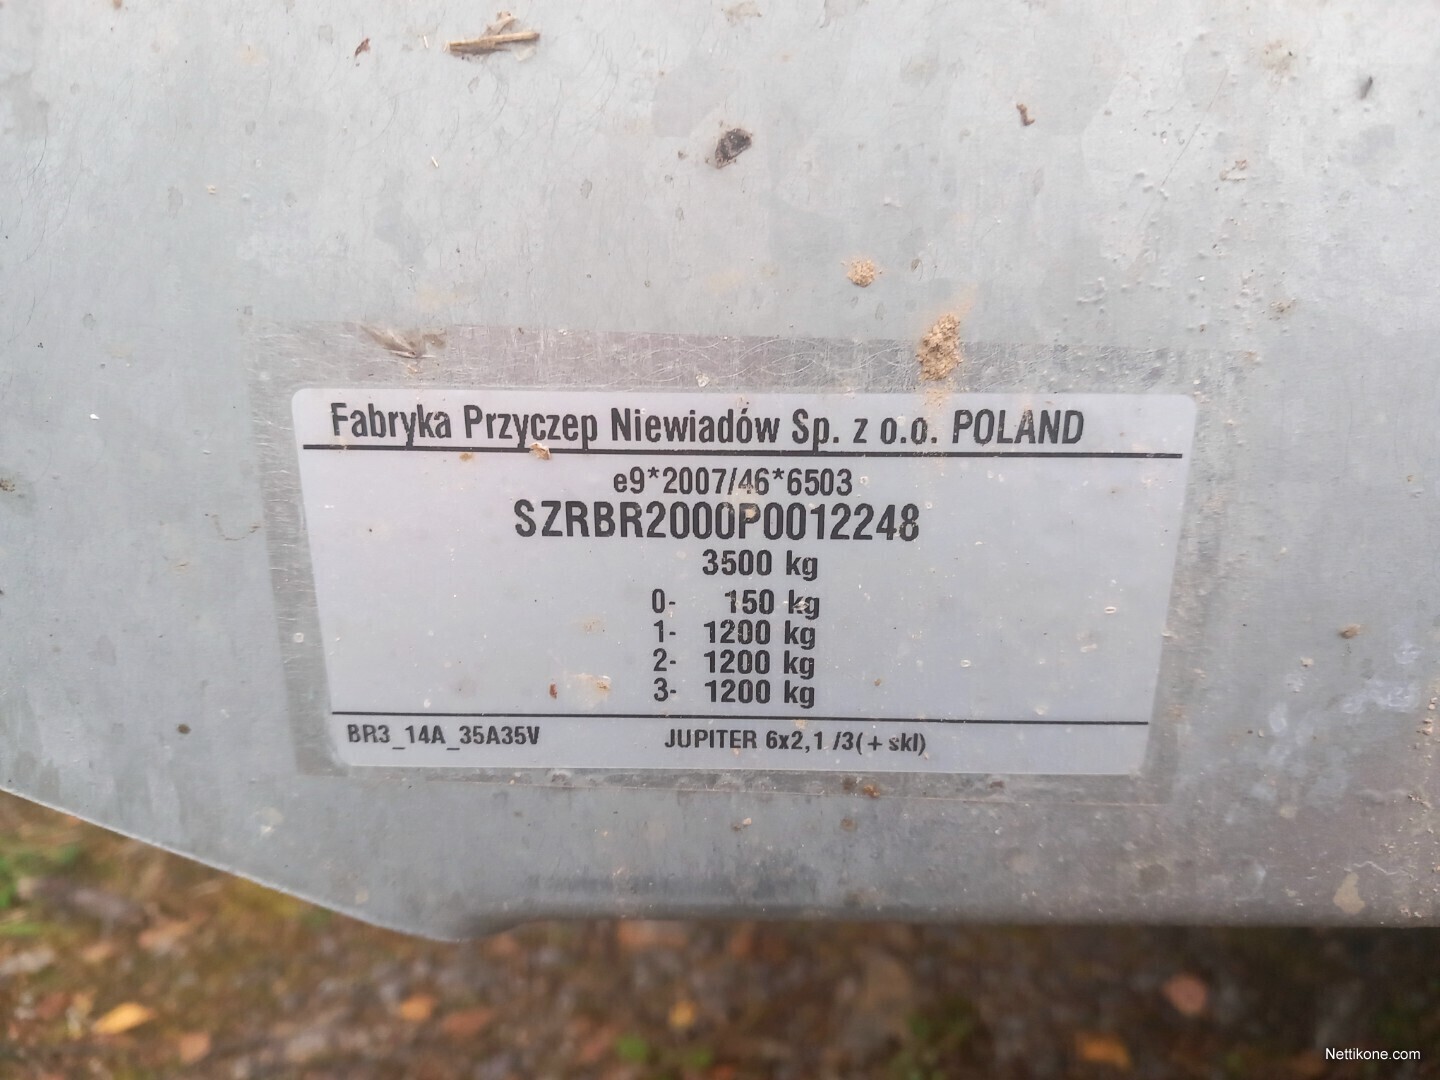 Fabryka Przyczep Niewiadów Sp. z o.o. POLAND
e9*2007/46*6503
SZRBR2000P0012248
3500 kg
0- 150 kg
1- 1200 kg
2- 1200 kg
3- 1200 kg
BR3_14A_35A35V JUPITER 6x2,1 /3(+ skl)
Nettikone.com